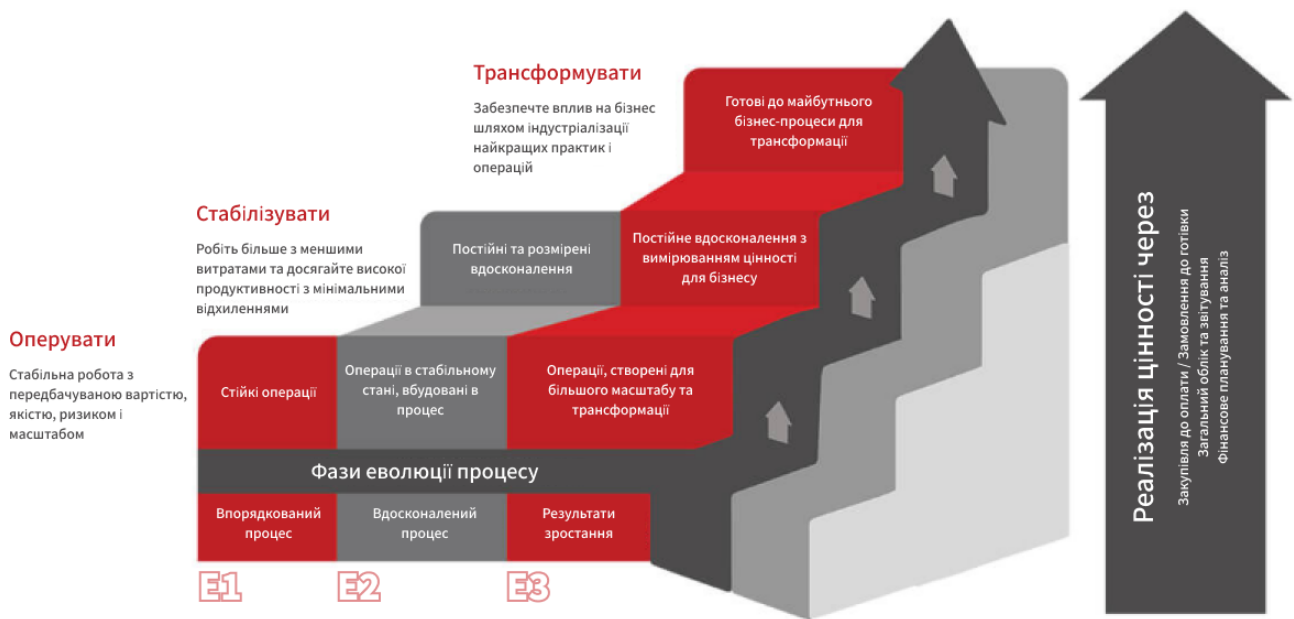 Трансформувати
Забезпечте вплив на бізнес
шляхом індустріалізації
найкращих практик і
операцій
Готові до майбутнього
бізнес-процеси для
трансформації
Стабілізувати
Робіть більше з меншими
витратами та досягайте високої
продуктивності з мінімальними
відхиленнями
Постійні та розмірені
вдосконалення
Постійне вдосконалення з
вимірюванням цінності
для бізнесу
Оперувати
Стабільна робота з
передбачуваною вартістю,
якістю, ризиком і
масштабом
Стійкі операції
Операції в стабільному
стані, вбудовані в
процес
Операції, створені для
більшого масштабу та
трансформації
Фази еволюції процесу
Впорядкований
процес
Вдосконалений
процес
Результати
зростання
E1
E2
E3
Реалізація цінності через
Закупівля до оплати / Замовлення до готівки
Загальний облік та звітування
Фінансове планування та аналіз